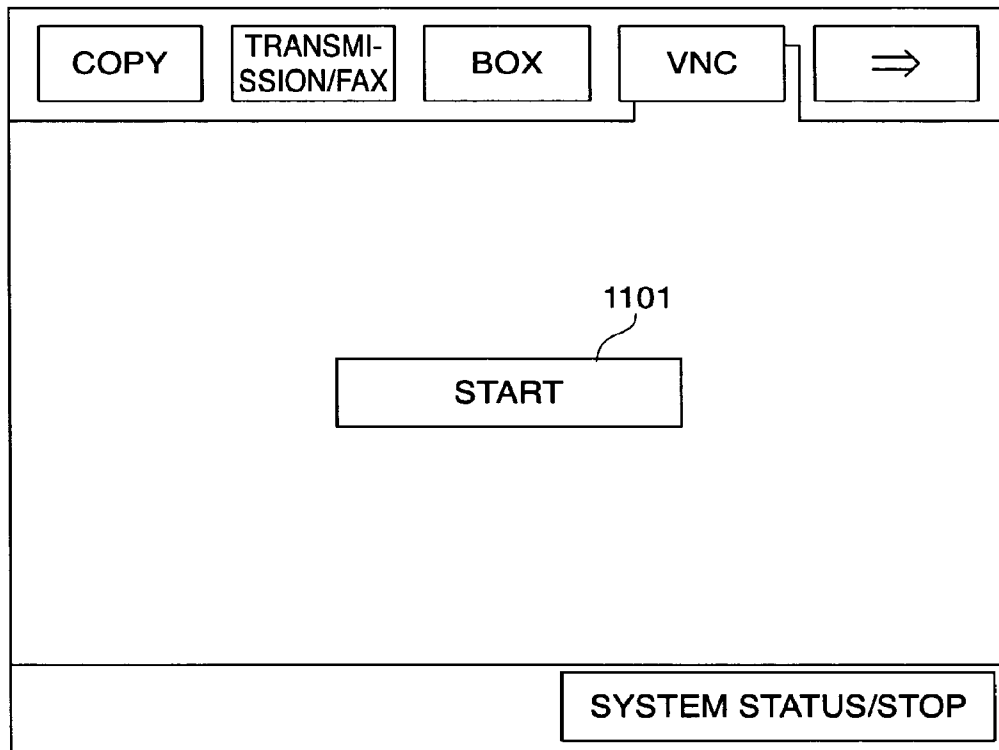 COPY
TRANSMI-
SSION/FAX
BOX
VNC
⇒
1101
START
SYSTEM STATUS/STOP